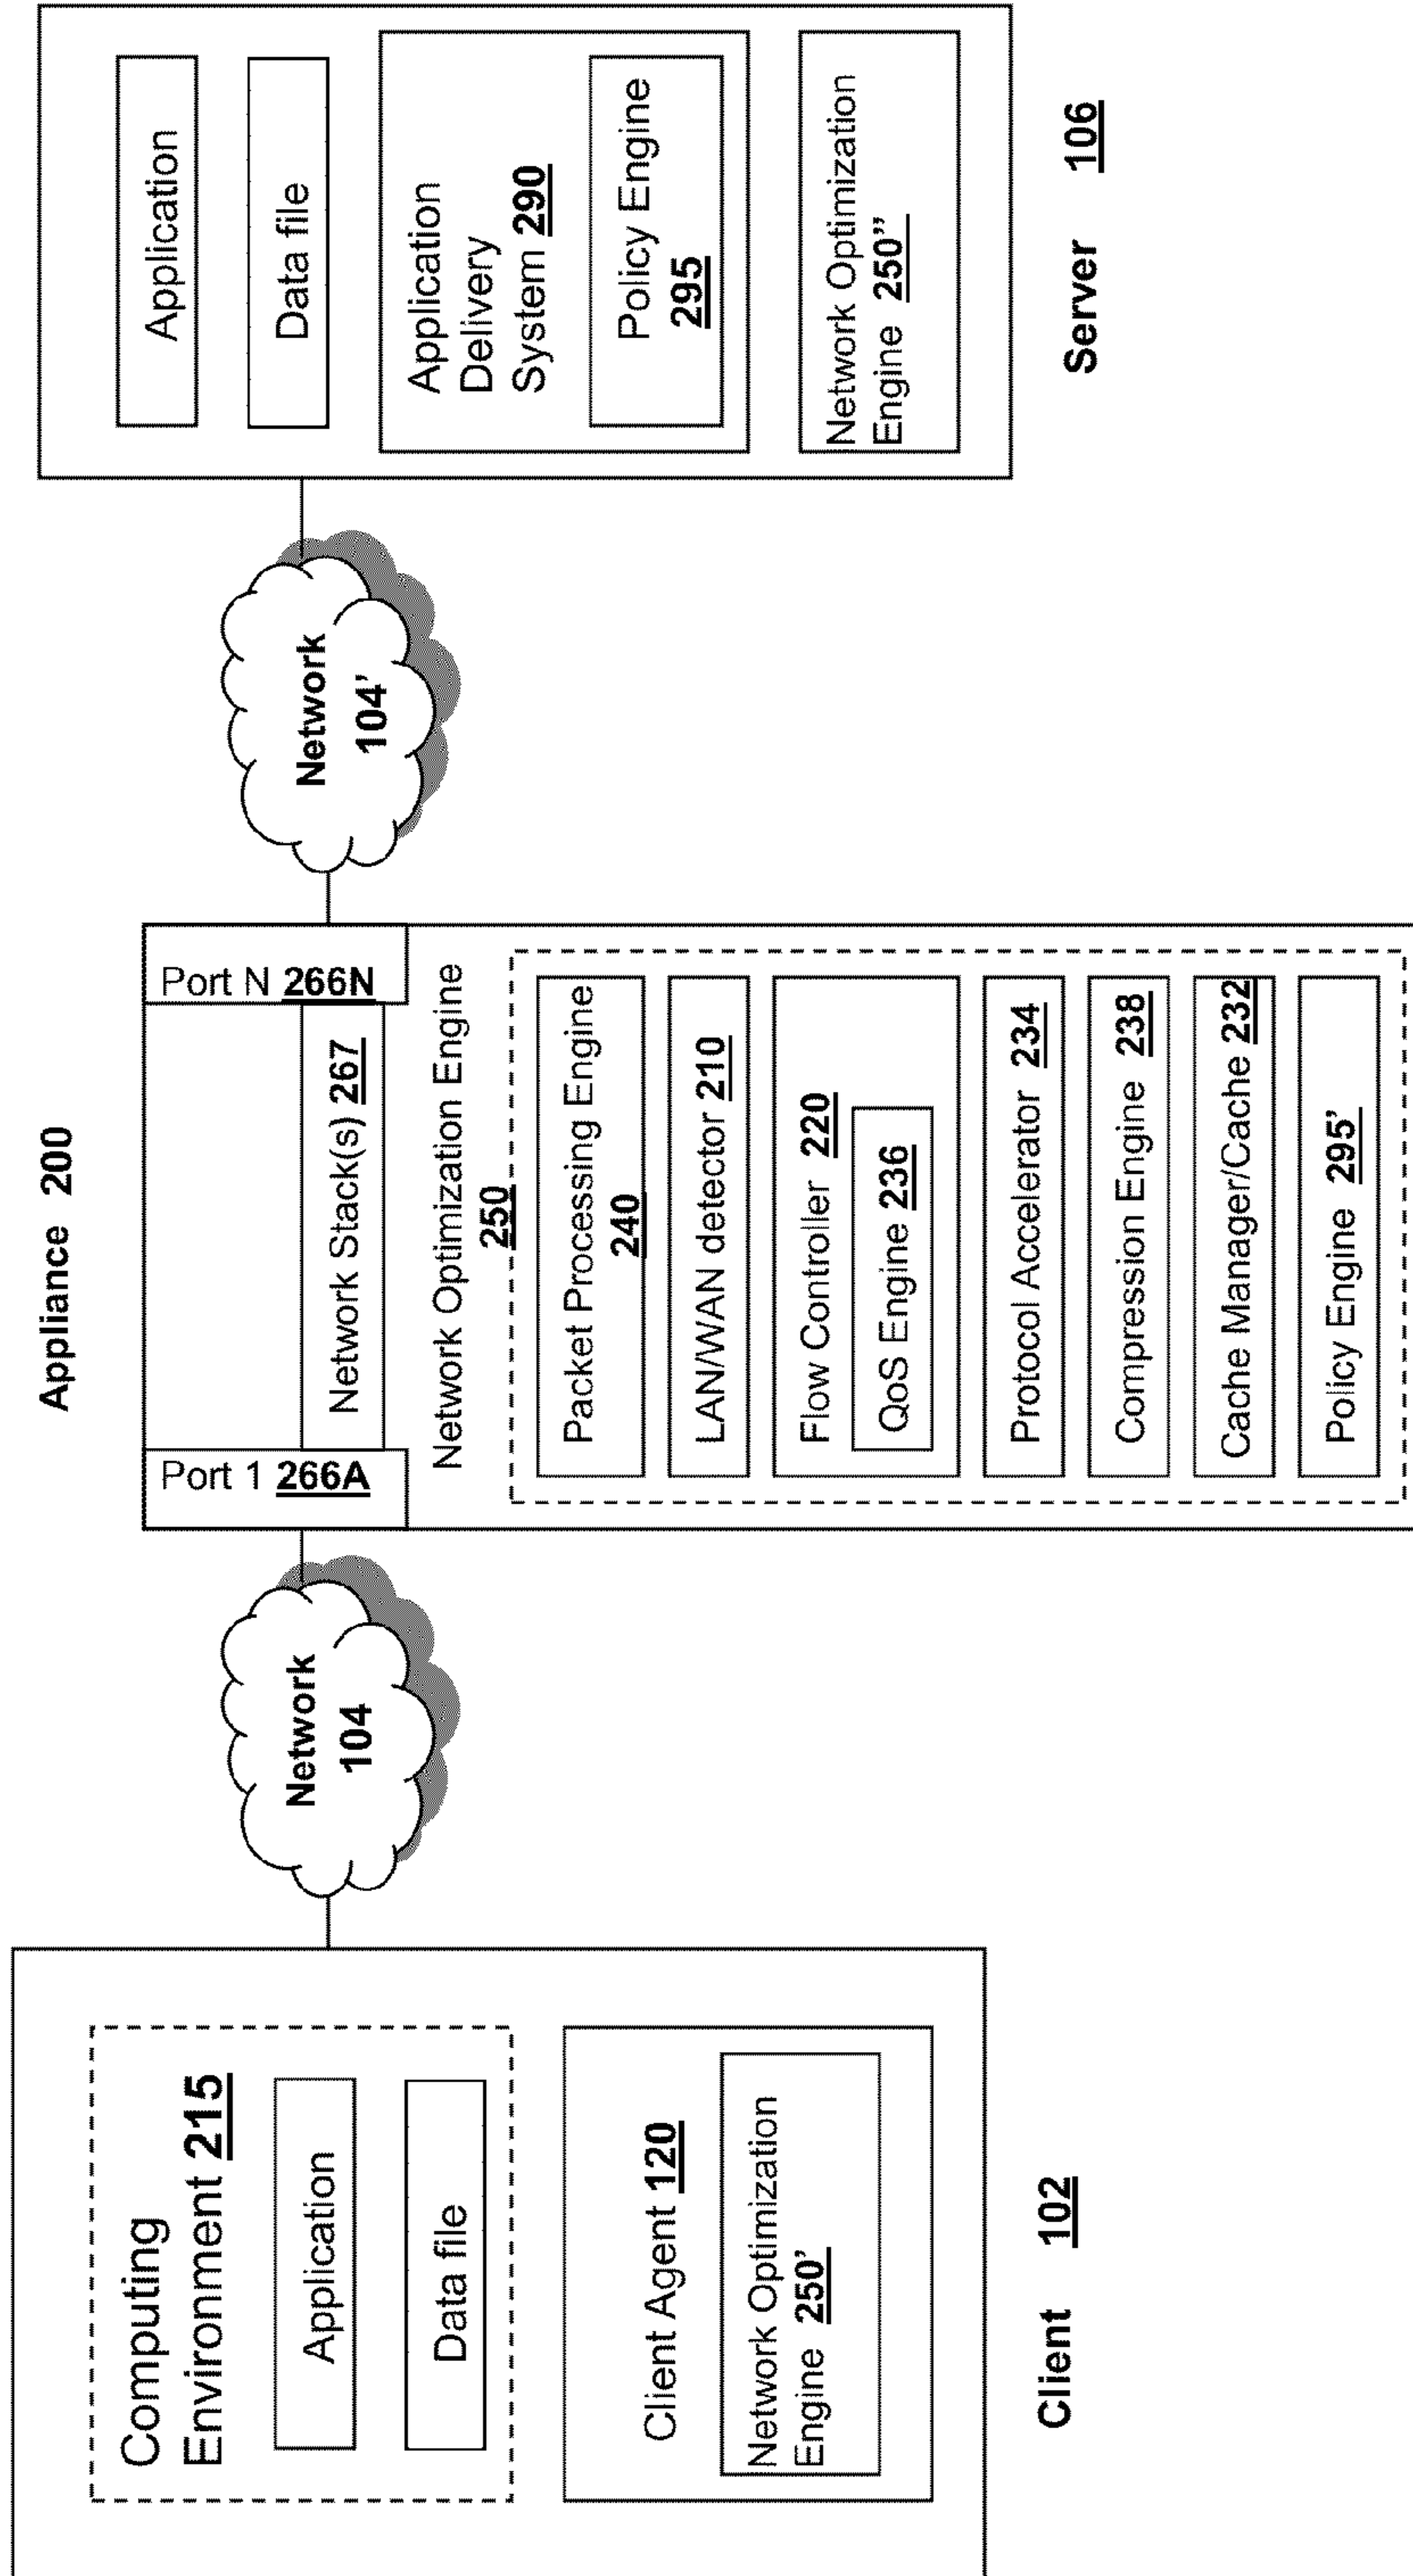 Appliance 200
Computing
Environment 215
Application
Data file
Client Agent 120
Network Optimization
Engine 250'
Client 102
Network
104
Port 1 266A
Port N 266N
Network Stack(s) 267
Network Optimization Engine
250
Packet Processing Engine
240
LAN/WAN detector 210
Flow Controller 220
QoS Engine 236
Protocol Accelerator 234
Compression Engine 238
Cache Manager/Cache 232
Policy Engine 295'
Network
104'
Application
Data file
Application
Delivery
System 290
Policy Engine
295
Network Optimization
Engine 250"
Server 106